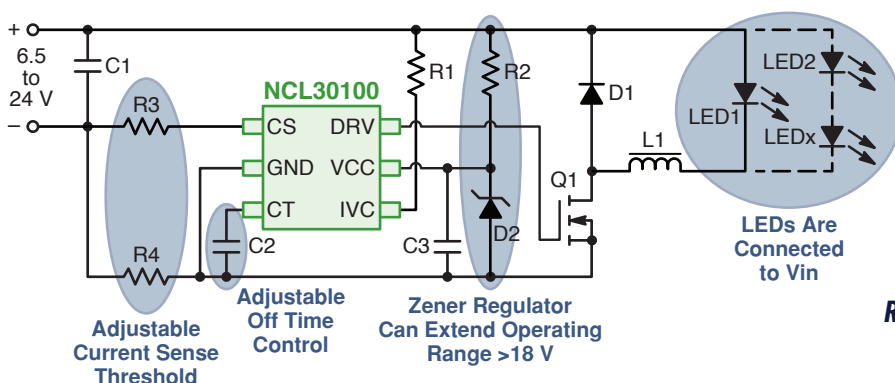 +
6.5
to
24 V
–
C1
R3
R4
NCL30100
CS
GND
CT
DRV
VCC
IVC
C2
C3
R1
R2
D2
D1
Q1
L1
LED1
LED2
LEDx
Adjustable
Current Sense
Threshold
Adjustable
Off Time
Control
Zener Regulator
Can Extend Operating
Range >18 V
LEDs Are
Connected
to Vin
R